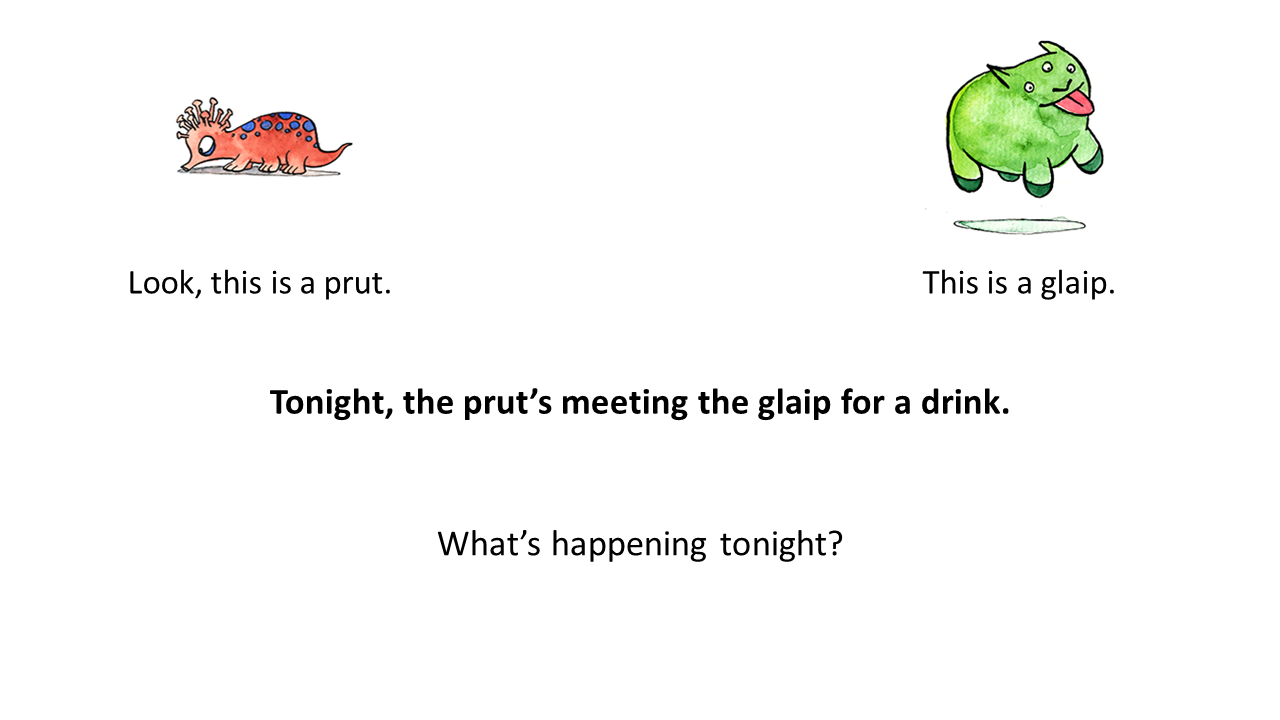 Look, this is a prut.
This is a glaip.
Tonight, the prut’s meeting the glaip for a drink.
What’s happening tonight?